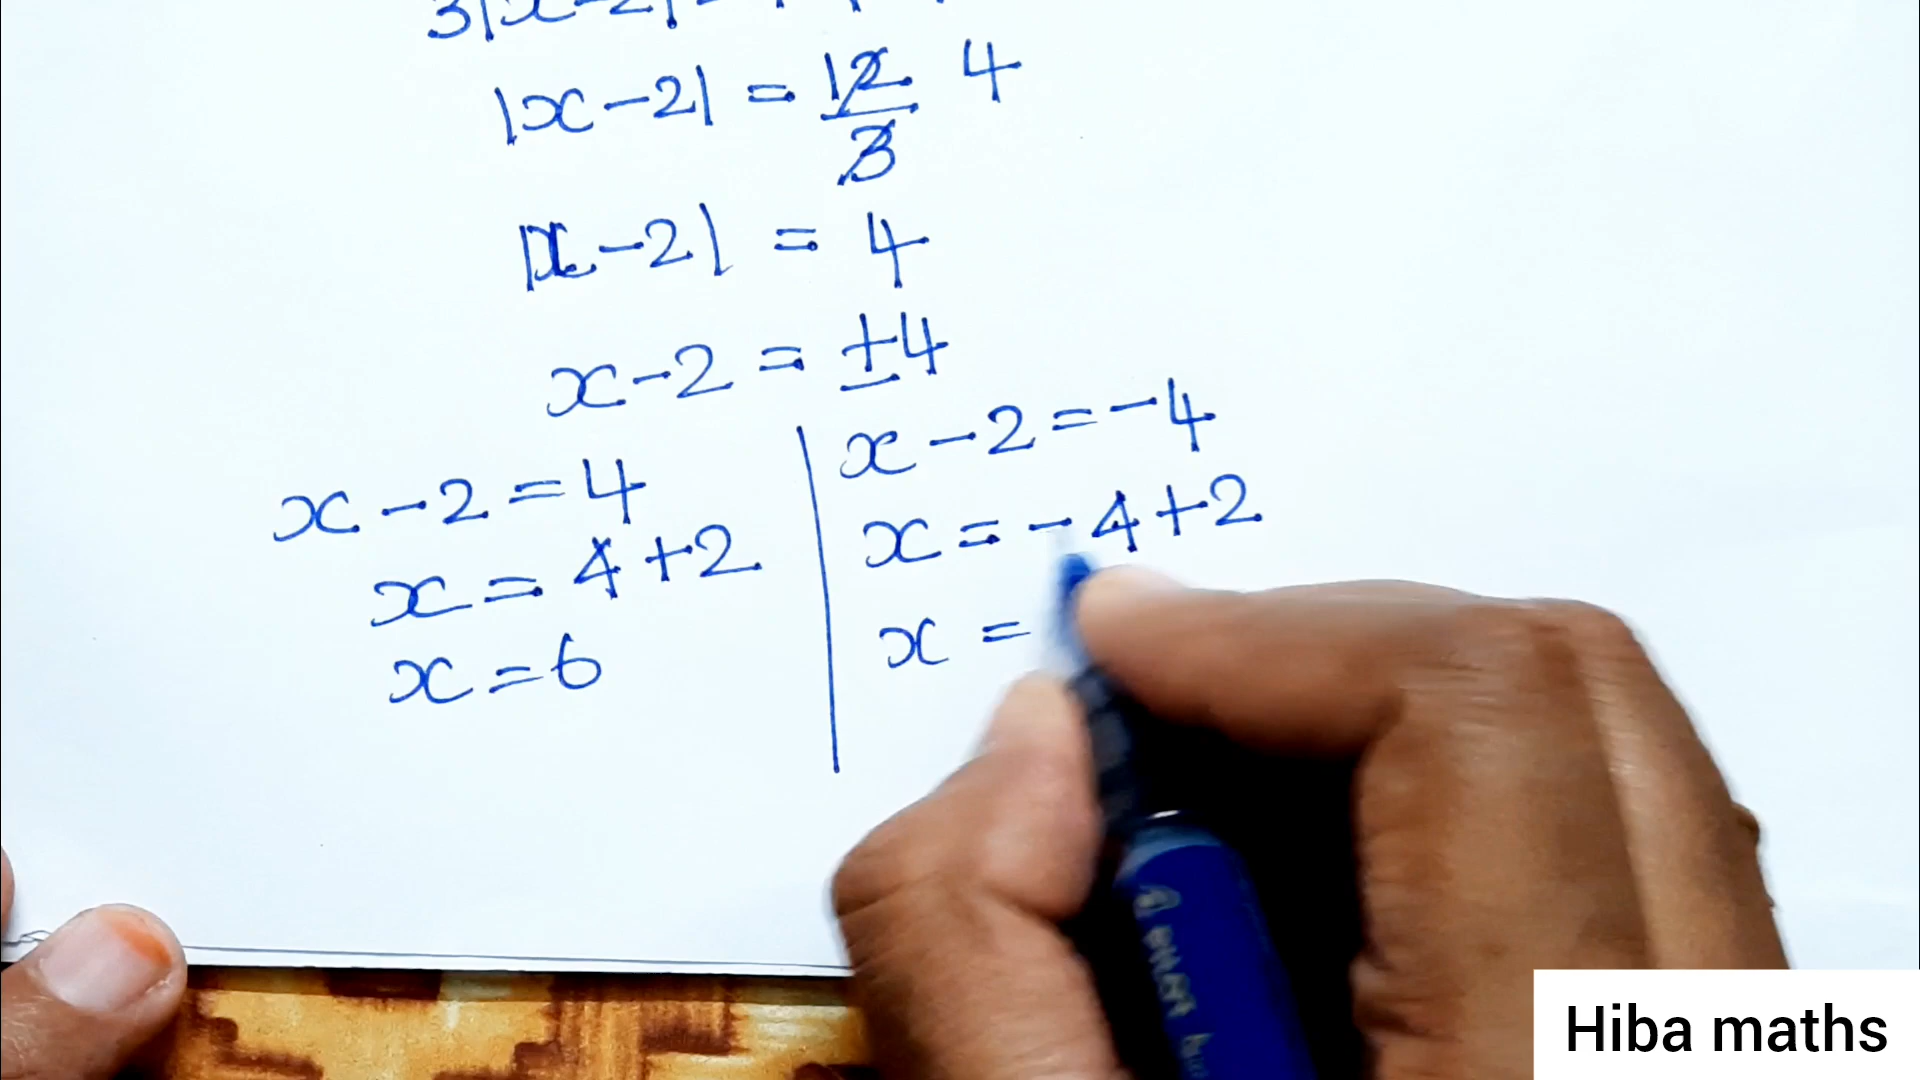 |x-2| = 12/3 4
|x-2| = 4
x-2 = ±4
x-2=4
x = 4+2
x=6
x-2=-4
x = -4+2
x =
Hiba maths